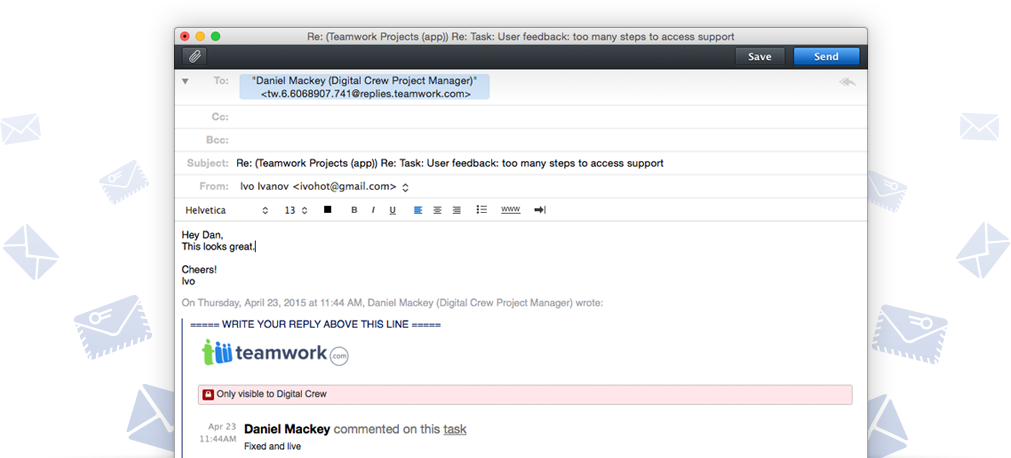 Re: (Teamwork Projects (app)) Re: Task: User feedback: too many steps to access support
Save
Send
To:
"Daniel Mackey (Digital Crew Project Manager)"
<tw.6.6068907.741@replies.teamwork.com>
Cc:
Bcc:
Subject: Re: (Teamwork Projects (app)) Re: Task: User feedback: too many steps to access support
From: Ivo Ivanov <ivohot@gmail.com>
Helvetica 13 B I U www
Hey Dan,
This looks great.
Cheers!
Ivo
On Thursday, April 23, 2015 at 11:44 AM, Daniel Mackey (Digital Crew Project Manager) wrote:
===== WRITE YOUR REPLY ABOVE THIS LINE =====
teamwork.com
Only visible to Digital Crew
Apr 23 Daniel Mackey commented on this task
11:44AM Fixed and live